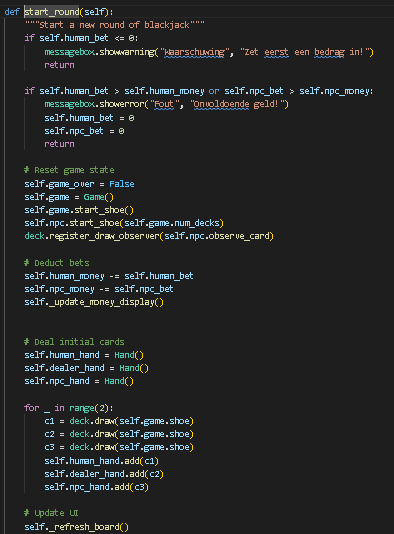 def start_round(self):
    """Start a new round of blackjack"""
    if self.human_bet <= 0:
        messagebox.showwarning("Waarschuwing", "Zet eerst een bedrag in!")
        return

    if self.human_bet > self.human_money or self.npc_bet > self.npc_money:
        messagebox.showerror("Fout", "Onvoldoende geld!")
        self.human_bet = 0
        self.npc_bet = 0
        return

    # Reset game state
    self.game_over = False
    self.game = Game()
    self.game.start_shoe()
    self.npc.start_shoe(self.game.num_decks)
    deck.register_draw_observer(self.npc.observe_card)

    # Deduct bets
    self.human_money -= self.human_bet
    self.npc_money -= self.npc_bet
    self._update_money_display()


    # Deal initial cards
    self.human_hand = Hand()
    self.dealer_hand = Hand()
    self.npc_hand = Hand()

    for _ in range(2):
        c1 = deck.draw(self.game.shoe)
        c2 = deck.draw(self.game.shoe)
        c3 = deck.draw(self.game.shoe)
        self.human_hand.add(c1)
        self.dealer_hand.add(c2)
        self.npc_hand.add(c3)

    # Update UI
    self._refresh_board()